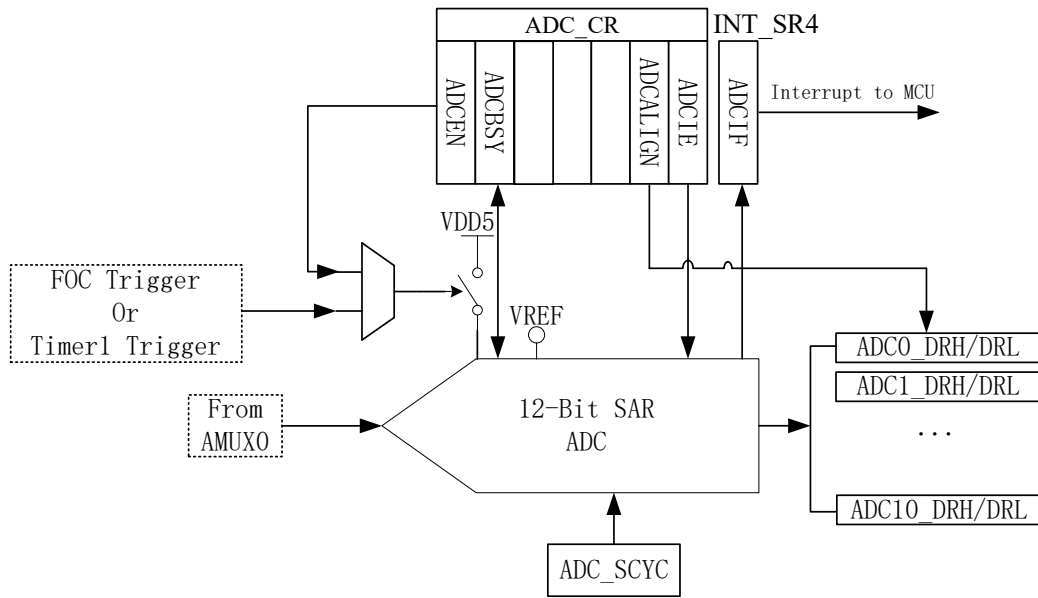 ADC_CR
INT_SR4
ADCEN
ADCBSY
ADCALIGN
ADCIE
ADCIF
Interrupt to MCU
VDD5
FOC Trigger
Or
Timer1 Trigger
VREF
ADC0_DRH/DRL
ADC1_DRH/DRL
...
ADC10_DRH/DRL
From
AMUX0
12-Bit SAR
ADC
ADC_SCYC